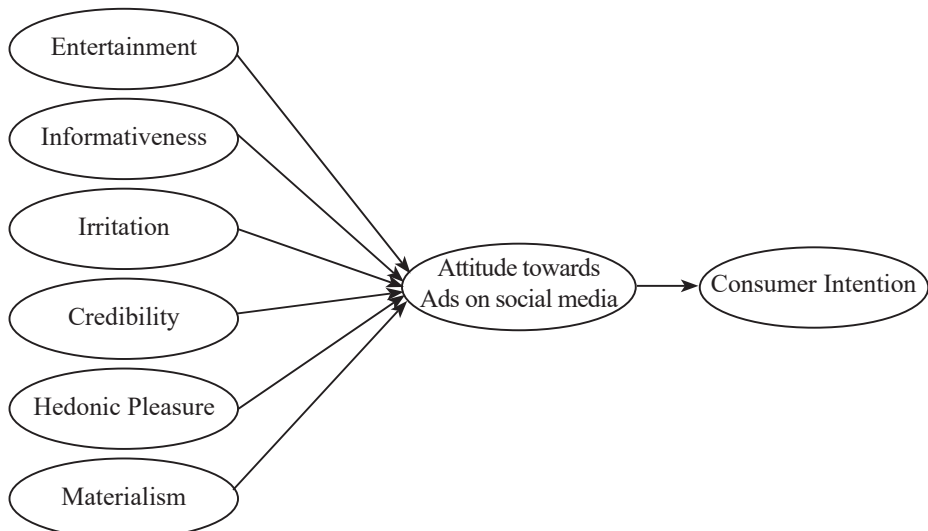 Entertainment
Informativeness
Irritation
Credibility
Hedonic Pleasure
Materialism
Attitude towards
Ads on social media
Consumer Intention